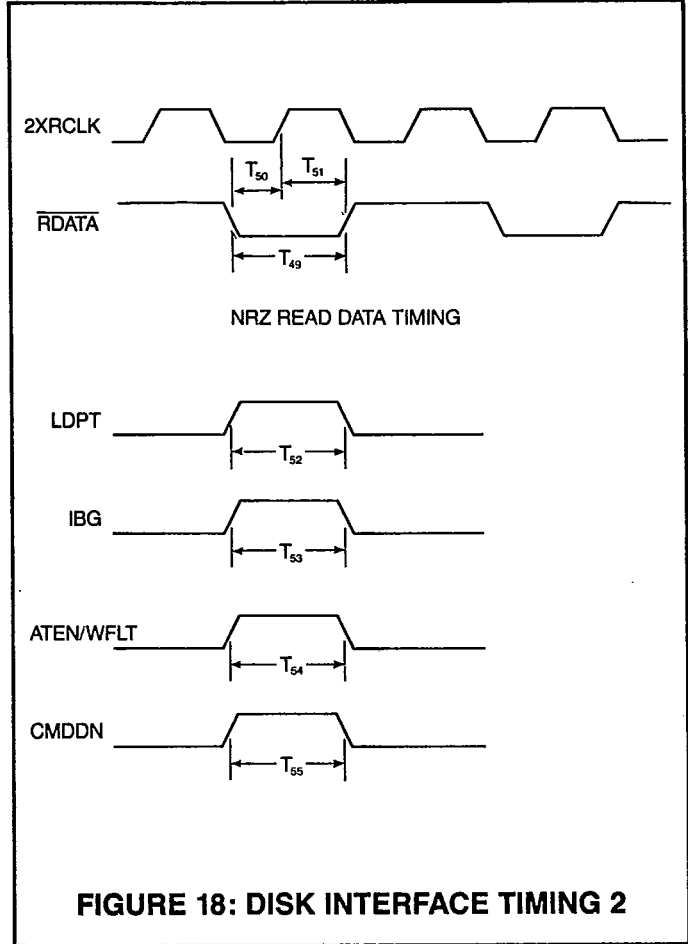 2XRCLK
T50 T51
RDATA
T49
NRZ READ DATA TIMING
LDPT
T52
IBG
T53
ATEN/WFLT
T54
CMDDN
T55
FIGURE 18: DISK INTERFACE TIMING 2